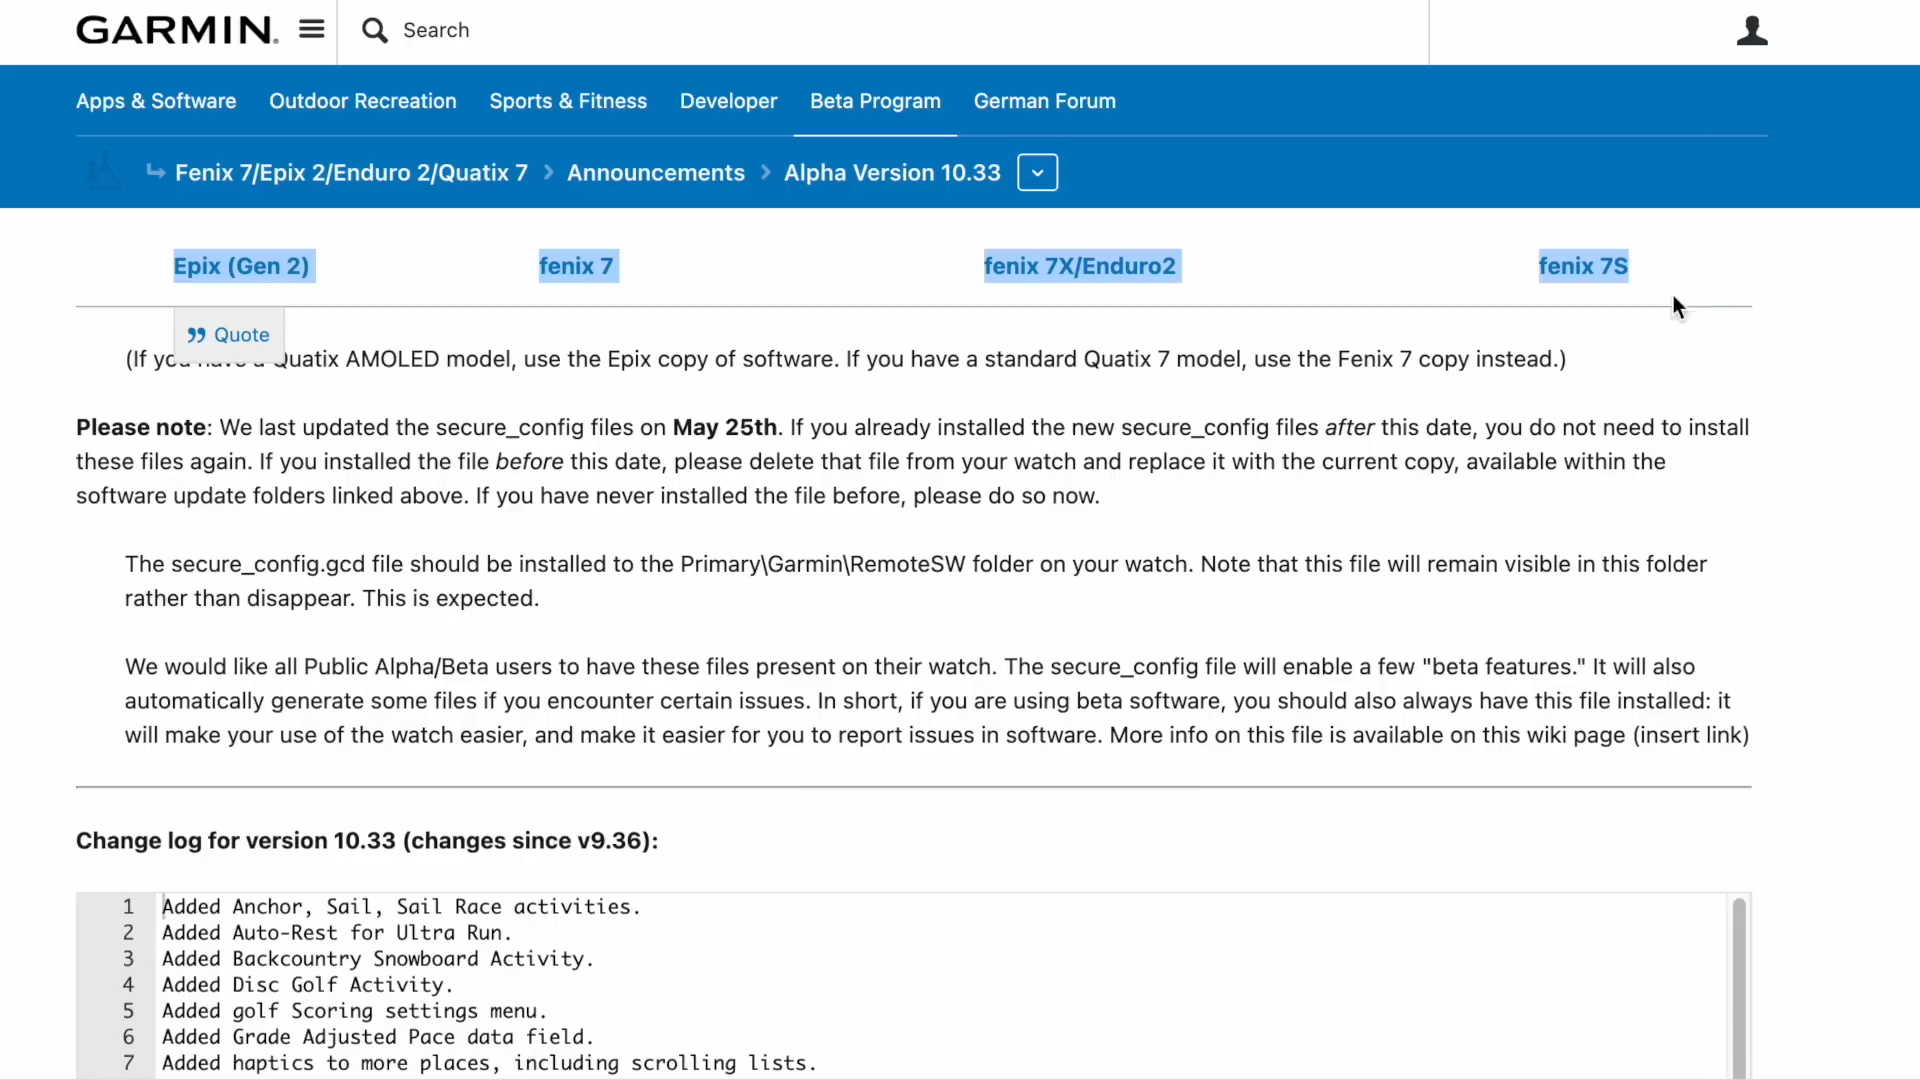 GARMIN.
Search
Apps & Software Outdoor Recreation Sports & Fitness Developer Beta Program German Forum
Fenix 7/Epix 2/Enduro 2/Quatix 7 > Announcements > Alpha Version 10.33
Epix (Gen 2) fenix 7 fenix 7X/Enduro2 fenix 7S
Quote
(If you have a Quatix AMOLED model, use the Epix copy of software. If you have a standard Quatix 7 model, use the Fenix 7 copy instead.)
Please note: We last updated the secure_config files on May 25th. If you already installed the new secure_config files after this date, you do not need to install
these files again. If you installed the file before this date, please delete that file from your watch and replace it with the current copy, available within the
software update folders linked above. If you have never installed the file before, please do so now.
The secure_config.gcd file should be installed to the Primary\Garmin\RemoteSW folder on your watch. Note that this file will remain visible in this folder
rather than disappear. This is expected.
We would like all Public Alpha/Beta users to have these files present on their watch. The secure_config file will enable a few "beta features." It will also
automatically generate some files if you encounter certain issues. In short, if you are using beta software, you should also always have this file installed: it
will make your use of the watch easier, and make it easier for you to report issues in software. More info on this file is available on this wiki page (insert link)
Change log for version 10.33 (changes since v9.36):
1 Added Anchor, Sail, Sail Race activities.
2 Added Auto-Rest for Ultra Run.
3 Added Backcountry Snowboard Activity.
4 Added Disc Golf Activity.
5 Added golf Scoring settings menu.
6 Added Grade Adjusted Pace data field.
7 Added haptics to more places, including scrolling lists.